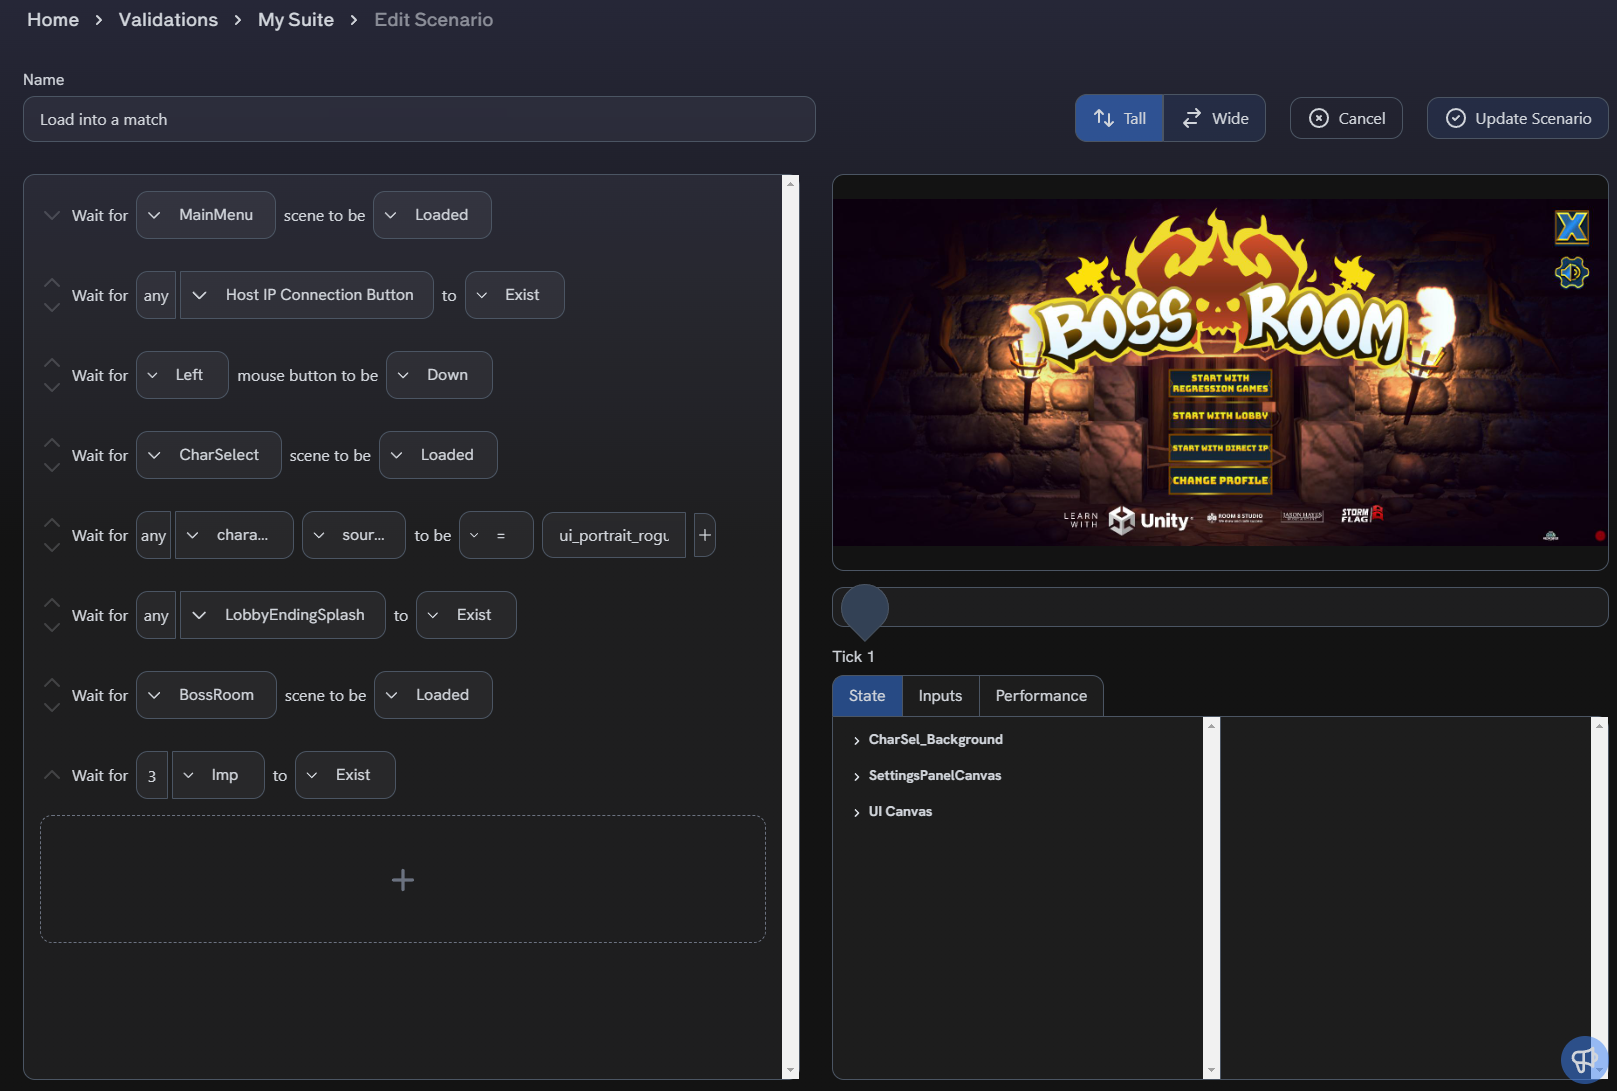 Home > Validations > My Suite > Edit Scenario
Name
Load into a match
Tall
Wide
Cancel
Update Scenario
Wait for MainMenu scene to be Loaded
Wait for any Host IP Connection Button to Exist
Wait for Left mouse button to be Down
Wait for CharSelect scene to be Loaded
Wait for any chara... sour... to be = ui_portrait_rogu +
Wait for any LobbyEndingSplash to Exist
Wait for BossRoom scene to be Loaded
Wait for 3 Imp to Exist
+
BOSS ROOM
START WITH
REGRESSION GAMES
START WITH LOBBY
START WITH DIRECT IP
CHANGE PROFILE
LEARN
WITH
Unity
ROOM 8 STUDIO
JASON HAYES
STORM
FLAG
Tick 1
State
Inputs
Performance
CharSel_Background
SettingsPanelCanvas
UI Canvas